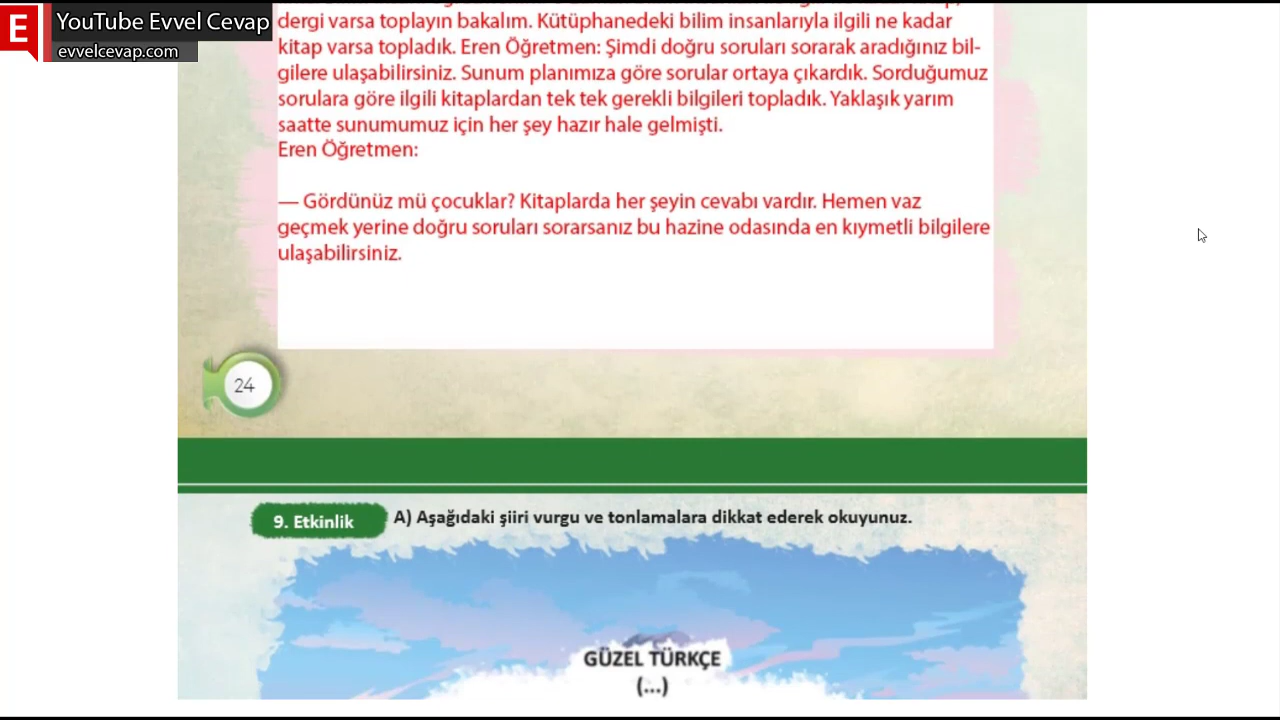 E YouTube Evvel Cevap
evvelcevap.com
dergi varsa toplayın bakalım. Kütüphanedeki bilim insanlarıyla ilgili ne kadar
kitap varsa topladık. Eren Öğretmen: Şimdi doğru soruları sorarak aradığınız bil-
gilere ulaşabilirsiniz. Sunum planımıza göre sorular ortaya çıkardık. Sorduğumuz
sorulara göre ilgili kitaplardan tek tek gerekli bilgileri topladık. Yaklaşık yarım
saatte sunumumuz için her şey hazır hale gelmişti.
Eren Öğretmen:
— Gördünüz mü çocuklar? Kitaplarda her şeyin cevabı vardır. Hemen vaz
geçmek yerine doğru soruları sorarsanız bu hazine odasında en kıymetli bilgilere
ulaşabilirsiniz.
24
9. Etkinlik A) Aşağıdaki şiiri vurgu ve tonlamalara dikkat ederek okuyunuz.
GÜZEL TÜRKÇE
(...)